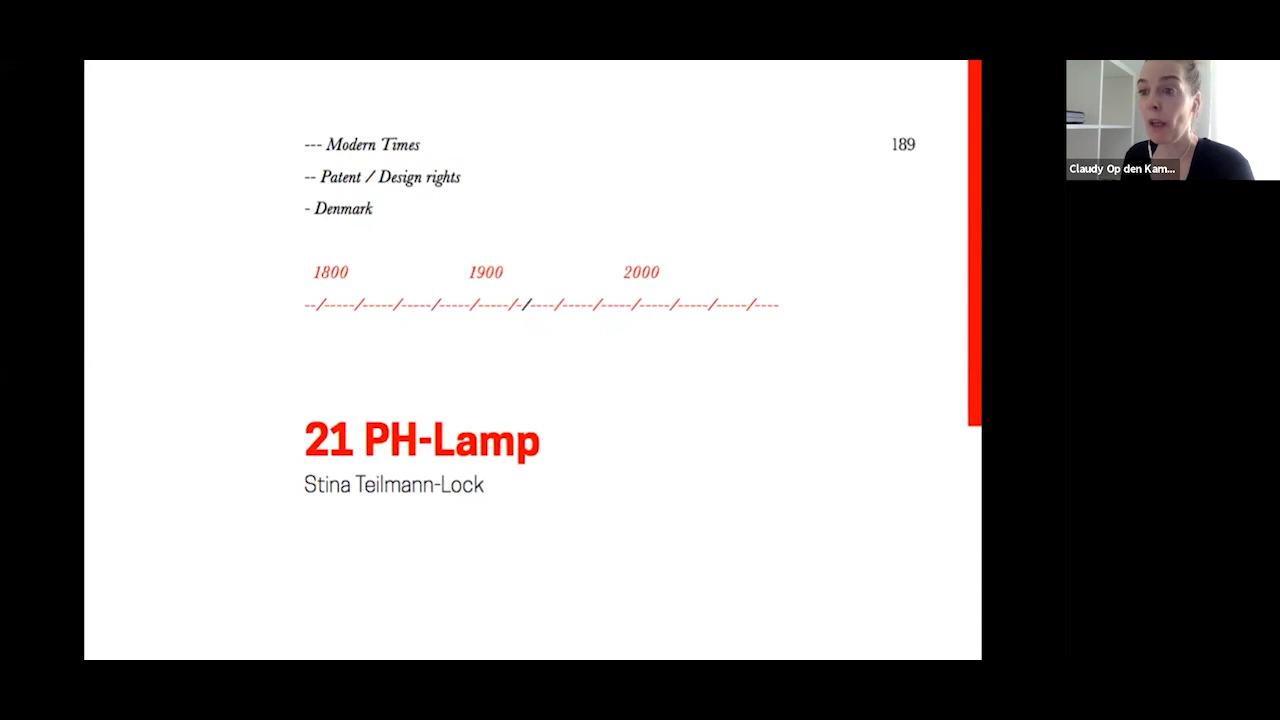 --- Modern Times
189
-- Patent / Design rights
- Denmark
1800 1900 2000
--/-----/-----/-----/-----/-----/-/----/-----/-----/-----/-----/-----/----
21 PH-Lamp
Stina Teilmann-Lock
Claudy Op den Kam...